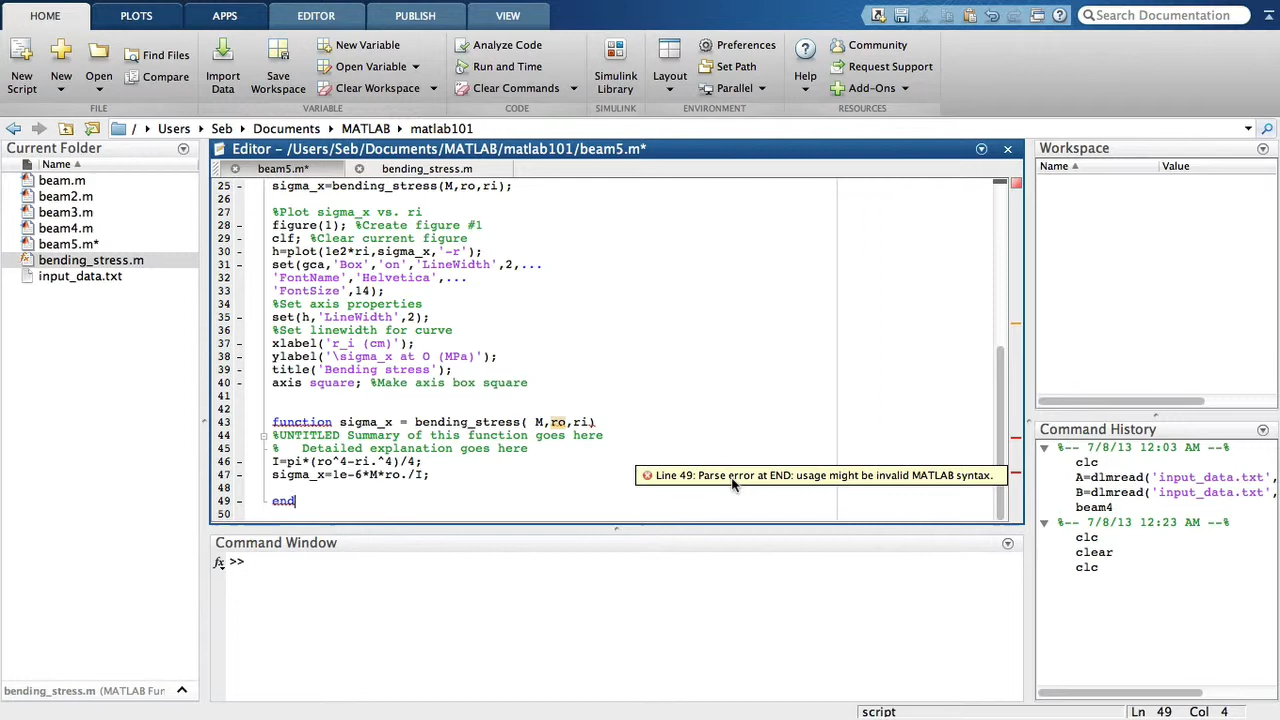 HOME PLOTS APPS EDITOR PUBLISH VIEW
Search Documentation
New Script
New
Open
Find Files
Compare
FILE
Import Data
Save Workspace
New Variable
Open Variable
Clear Workspace
VARIABLE
Analyze Code
Run and Time
Clear Commands
CODE
Simulink Library
SIMULINK
Layout
Preferences
Set Path
Parallel
ENVIRONMENT
Help
Community
Request Support
Add-Ons
RESOURCES
/ Users Seb Documents MATLAB matlab101
Current Folder
Name
beam.m
beam2.m
beam3.m
beam4.m
beam5.m*
bending_stress.m
input_data.txt
bending_stress.m (MATLAB Fun
Editor – /Users/Seb/Documents/MATLAB/matlab101/beam5.m*
beam5.m* bending_stress.m
25 - sigma_x=bending_stress(M,ro,ri);
26
27 %Plot sigma_x vs. ri
28 - figure(1); %Create figure #1
29 - clf; %Clear current figure
30 - h=plot(1e2*ri,sigma_x,'-r');
31 - set(gca,'Box','on','LineWidth',2,...
32 'FontName','Helvetica',...
33 'FontSize',14);
34 %Set axis properties
35 - set(h,'LineWidth',2);
36 %Set linewidth for curve
37 - xlabel('r_i (cm)');
38 - ylabel('\sigma_x at O (MPa)');
39 - title('Bending stress');
40 - axis square; %Make axis box square
41
42
43 - function sigma_x = bending_stress( M,ro,ri)
44 %UNTITLED Summary of this function goes here
45 % Detailed explanation goes here
46 - I=pi*(ro^4-ri.^4)/4;
47 - sigma_x=1e-6*M*ro./I;
48
49 - end
50
Line 49: Parse error at END: usage might be invalid MATLAB syntax.
Command Window
fx >>
Workspace
Name Value
Command History
%-- 7/8/13 12:03 AM --%
clc
A=dlmread('input_data.txt',
B=dlmread('input_data.txt',
beam4
%-- 7/8/13 12:23 AM --%
clc
clear
clc
script Ln 49 Col 4